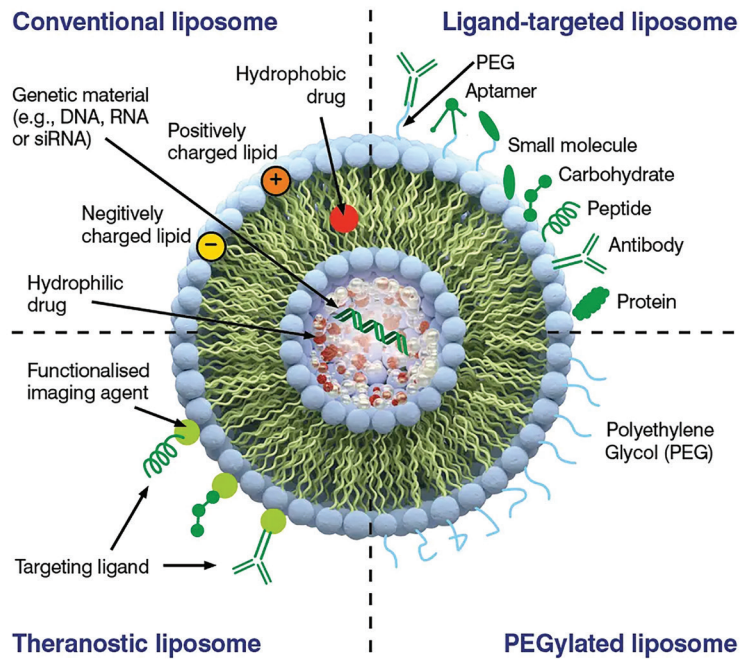 Conventional liposome
Ligand-targeted liposome
Genetic material
(e.g., DNA, RNA
or siRNA)
Hydrophobic
drug
Positively
charged lipid
+
Negitively
charged lipid
−
Hydrophilic
drug
PEG
Aptamer
Small molecule
Carbohydrate
Peptide
Antibody
Protein
Functionalised
imaging agent
Targeting ligand
Polyethylene
Glycol (PEG)
Theranostic liposome
PEGylated liposome